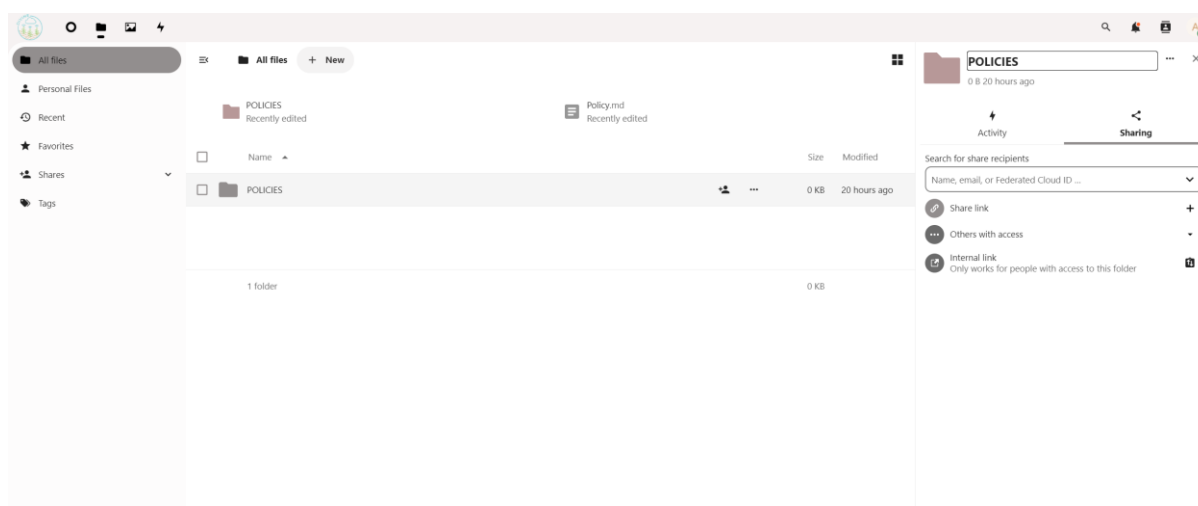 All files
Personal Files
Recent
Favorites
Shares
Tags
All files + New
POLICIES
Recently edited
Policy.md
Recently edited
Name Size Modified
POLICIES 0 KB 20 hours ago
1 folder 0 KB
POLICIES
0 B 20 hours ago
Activity Sharing
Search for share recipients
Name, email, or Federated Cloud ID ...
Share link
Others with access
Internal link
Only works for people with access to this folder